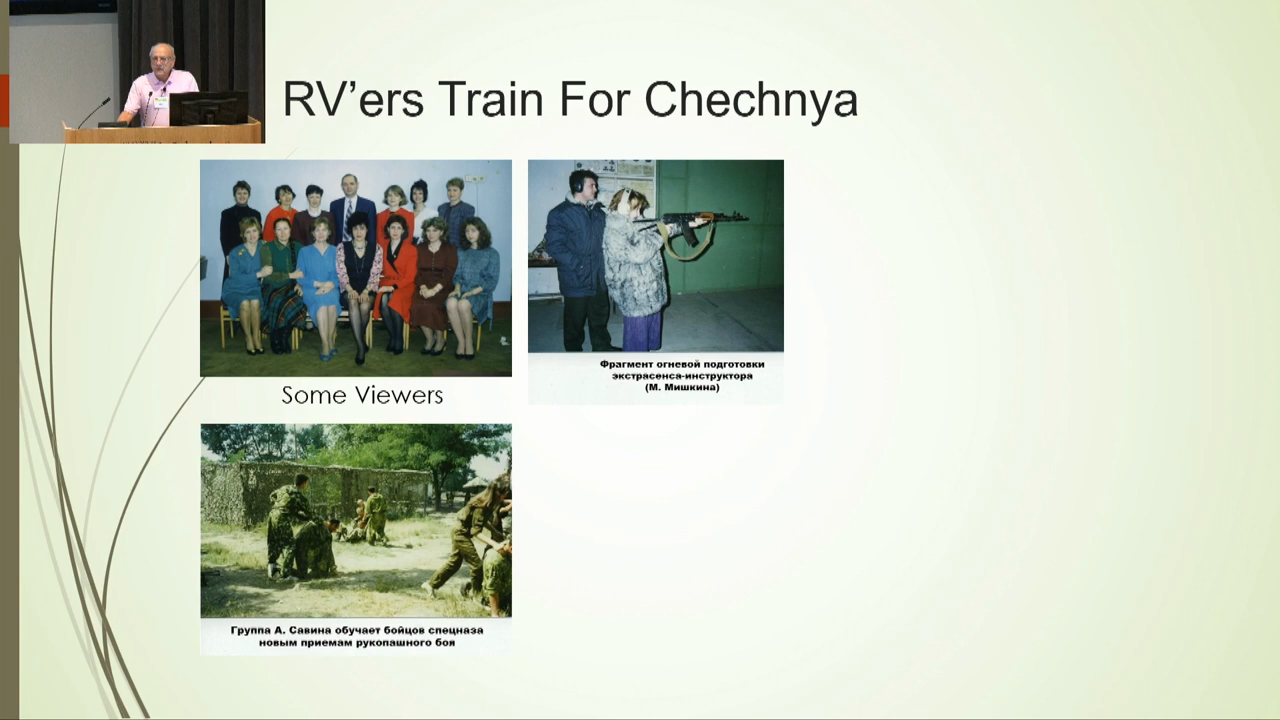 RV’ers Train For Chechnya
Some Viewers
Фрагмент огневой подготовки
экстрасенса-инструктора
(М. Мишкина)
Группа А. Савина обучает бойцов спецназа
новым приемам рукопашного боя